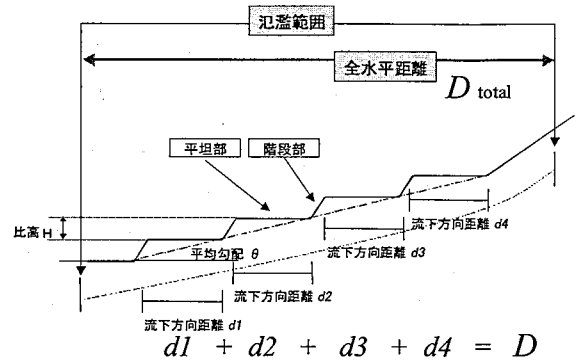 氾濫範囲
全水平距離
D total
平坦部
階段部
比高H
平均勾配 θ
流下方向距離 d4
流下方向距離 d3
流下方向距離 d2
流下方向距離 d1
d1 + d2 + d3 + d4 = D